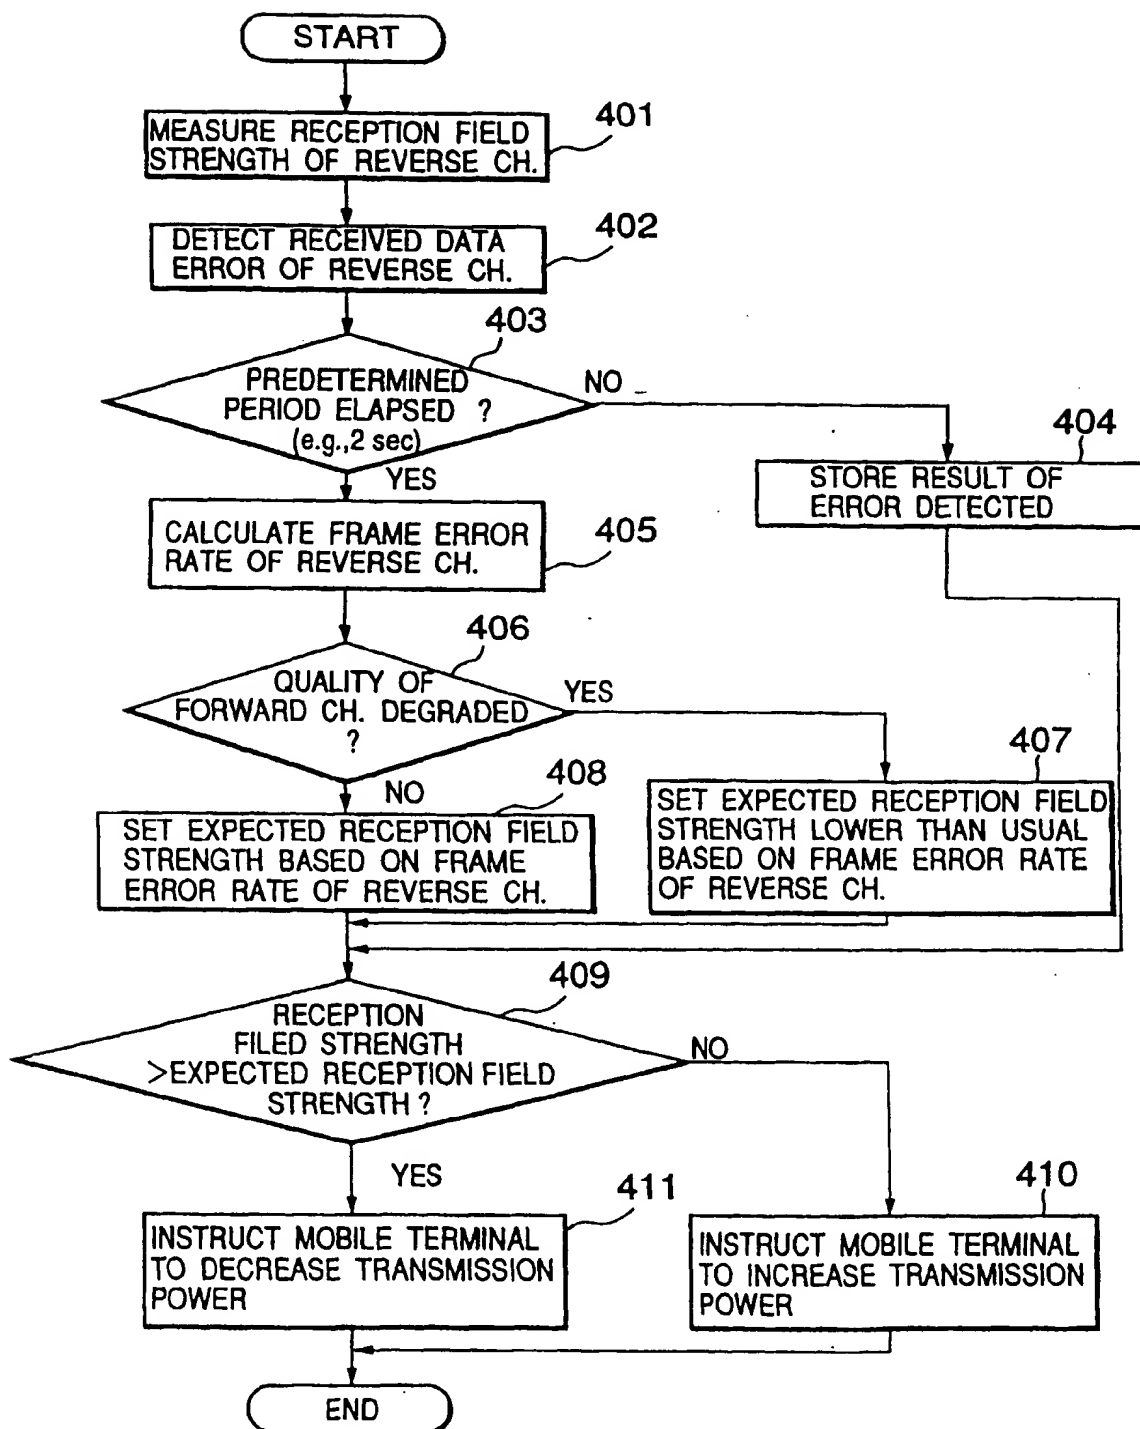 START
401
MEASURE RECEPTION FIELD
STRENGTH OF REVERSE CH.
402
DETECT RECEIVED DATA
ERROR OF REVERSE CH.
403
PREDETERMINED
PERIOD ELAPSED ?
(e.g.,2 sec)
NO
YES
404
STORE RESULT OF
ERROR DETECTED
405
CALCULATE FRAME ERROR
RATE OF REVERSE CH.
406
QUALITY OF
FORWARD CH. DEGRADED
?
YES
NO
407
SET EXPECTED RECEPTION FIELD
STRENGTH LOWER THAN USUAL
BASED ON FRAME ERROR RATE
OF REVERSE CH.
408
SET EXPECTED RECEPTION FIELD
STRENGTH BASED ON FRAME
ERROR RATE OF REVERSE CH.
409
RECEPTION
FILED STRENGTH
>EXPECTED RECEPTION FIELD
STRENGTH ?
NO
YES
411
INSTRUCT MOBILE TERMINAL
TO DECREASE TRANSMISSION
POWER
410
INSTRUCT MOBILE TERMINAL
TO INCREASE TRANSMISSION
POWER
END